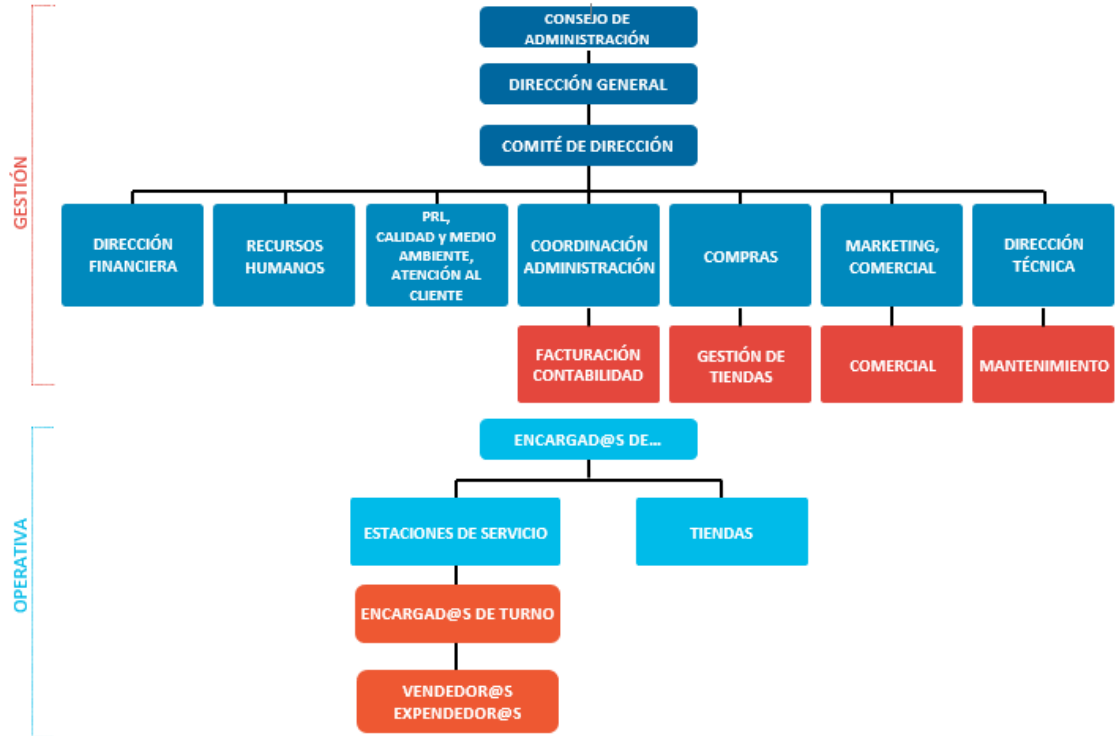 CONSEJO DE
ADMINISTRACIÓN
DIRECCIÓN GENERAL
COMITÉ DE DIRECCIÓN
GESTIÓN
DIRECCIÓN
FINANCIERA
RECURSOS
HUMANOS
PRL,
CALIDAD y MEDIO
AMBIENTE,
ATENCIÓN AL
CLIENTE
COORDINACIÓN
ADMINISTRACIÓN
COMPRAS
MARKETING,
COMERCIAL
DIRECCIÓN
TÉCNICA
FACTURACIÓN
CONTABILIDAD
GESTIÓN DE
TIENDAS
COMERCIAL
MANTENIMIENTO
OPERATIVA
ENCARGAD@S DE...
ESTACIONES DE SERVICIO
TIENDAS
ENCARGAD@S DE TURNO
VENDEDOR@S
EXPENDEDOR@S